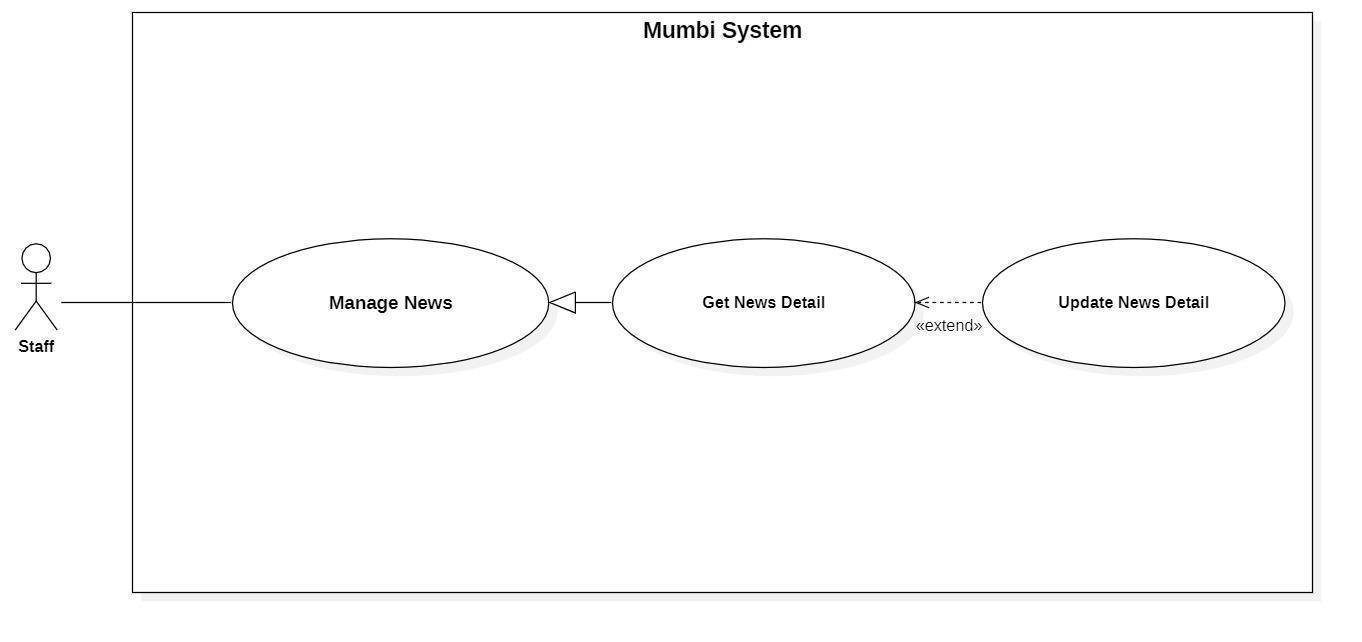 Mumbi System
Staff
Manage News
Get News Detail
«extend»
Update News Detail